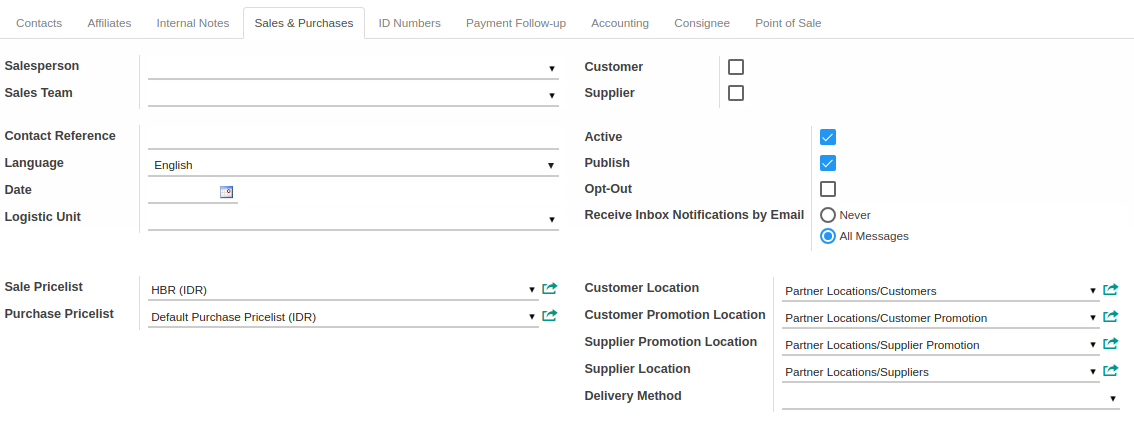 Contacts Affiliates Internal Notes Sales & Purchases ID Numbers Payment Follow-up Accounting Consignee Point of Sale
Salesperson
Sales Team
Customer
Supplier
Contact Reference
Language English
Date
Logistic Unit
Active
Publish
Opt-Out
Receive Inbox Notifications by Email Never
All Messages
Sale Pricelist HBR (IDR)
Purchase Pricelist Default Purchase Pricelist (IDR)
Customer Location Partner Locations/Customers
Customer Promotion Location Partner Locations/Customer Promotion
Supplier Promotion Location Partner Locations/Supplier Promotion
Supplier Location Partner Locations/Suppliers
Delivery Method